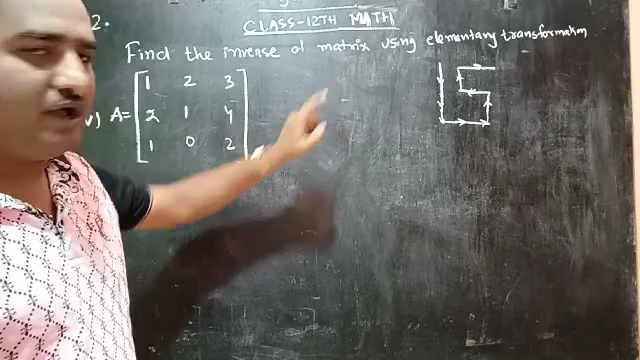 2.
CLASS-12TH MATH
Find the inverse of matrix using elementary transformation
v) A=
1 2 3
2 1 4
1 0 2